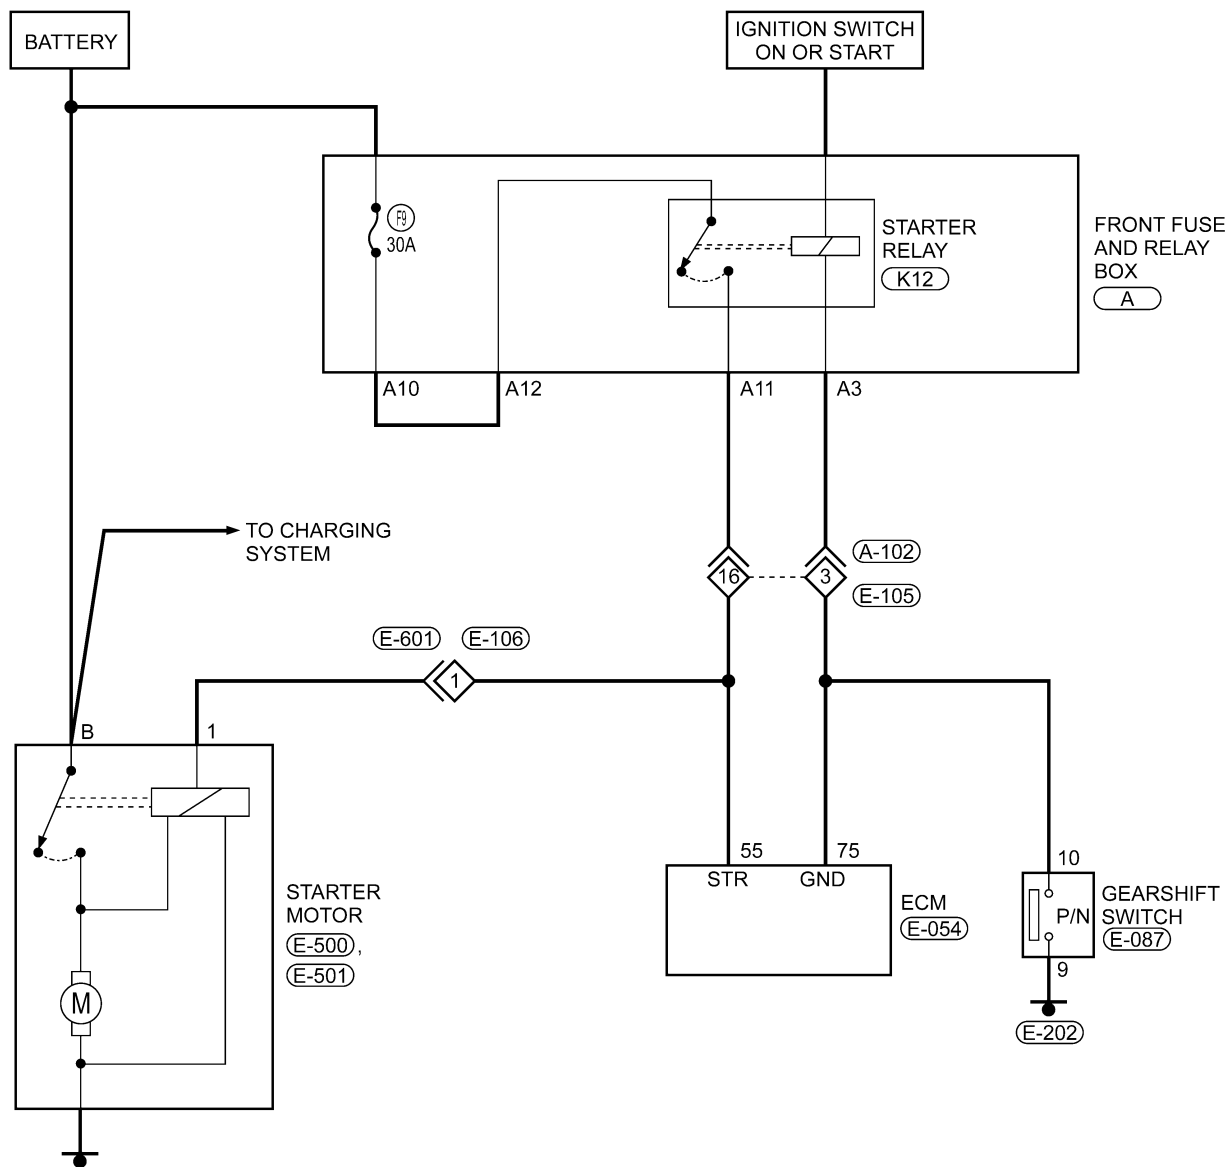 BATTERY
IGNITION SWITCH
ON OR START
F9
30A
STARTER
RELAY
K12
FRONT FUSE
AND RELAY
BOX
A
A10
A12
A11
A3
TO CHARGING
SYSTEM
16
3
A-102
E-105
E-601
E-106
1
B
1
55
75
STR
GND
ECM
E-054
10
P/N
GEARSHIFT
SWITCH
E-087
9
E-202
STARTER
MOTOR
E-500 ,
E-501
M